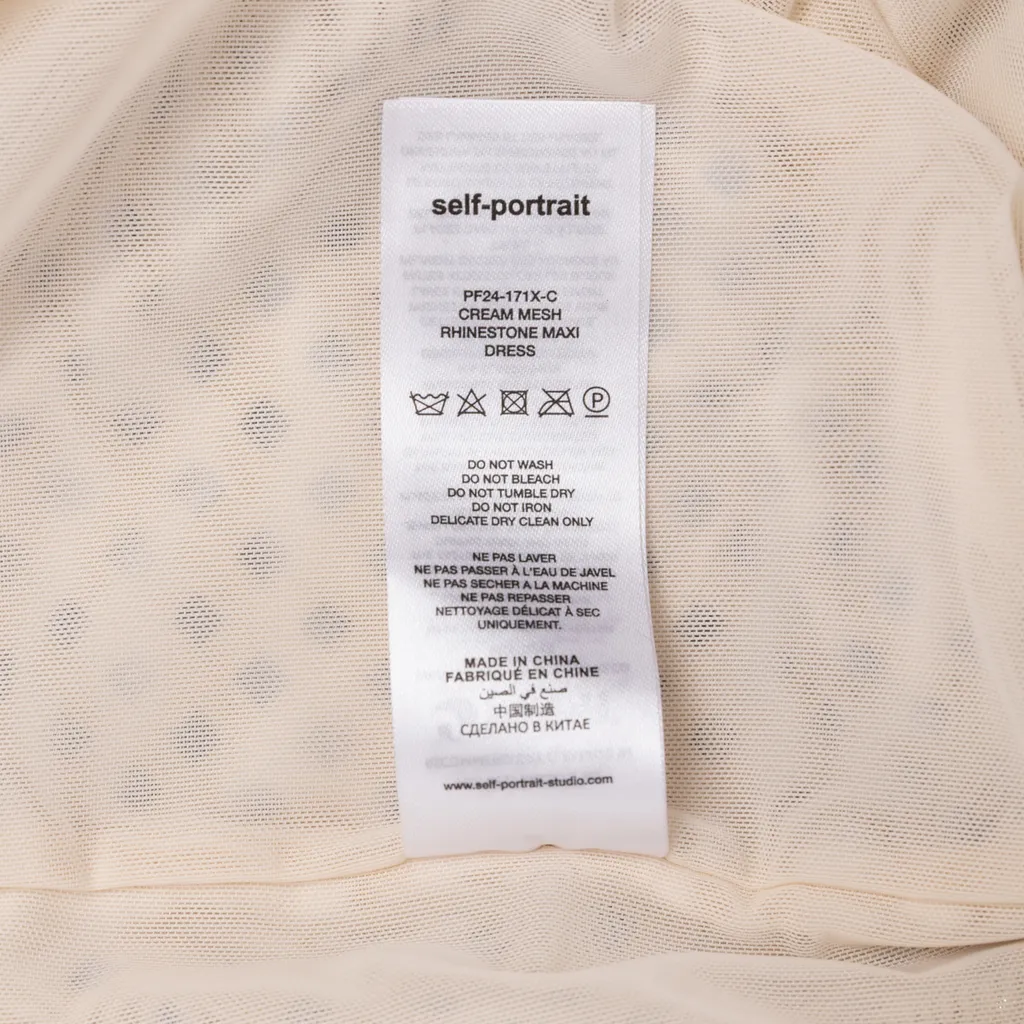 self-portrait
PF24-171X-C
CREAM MESH
RHINESTONE MAXI
DRESS
P
DO NOT WASH
DO NOT BLEACH
DO NOT TUMBLE DRY
DO NOT IRON
DELICATE DRY CLEAN ONLY
NE PAS LAVER
NE PAS PASSER À L'EAU DE JAVEL
NE PAS SECHER A LA MACHINE
NE PAS REPASSER
NETTOYAGE DÉLICAT À SEC
UNIQUEMENT.
MADE IN CHINA
FABRIQUÉ EN CHINE
صنع في الصين
中国制造
СДЕЛАНО В КИТАЕ
www.self-portrait-studio.com